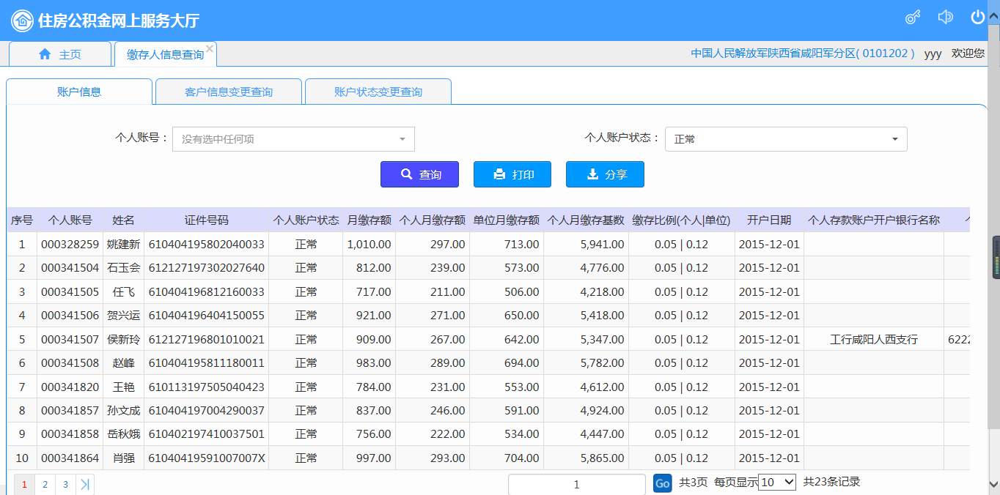 住房公积金网上服务大厅
主页 缴存人信息查询 中国人民解放军陕西省咸阳军分区( 0101202 ) yyy 欢迎您
账户信息 客户信息变更查询 账户状态变更查询
个人账号： 没有选中任何项 个人账户状态： 正常
查询 打印 分享
序号 个人账号 姓名 证件号码 个人账户状态 月缴存额 个人月缴存额 单位月缴存额 个人月缴存基数 缴存比例(个人|单位) 开户日期 个人存款账户开户银行名称
1 000328259 姚建新 610404195802040033 正常 1,010.00 297.00 713.00 5,941.00 0.05 | 0.12 2015-12-01
2 000341504 石玉会 612127197302027640 正常 812.00 239.00 573.00 4,776.00 0.05 | 0.12 2015-12-01
3 000341505 任飞 610404196812160033 正常 717.00 211.00 506.00 4,218.00 0.05 | 0.12 2015-12-01
4 000341506 贺兴运 610404196404150055 正常 921.00 271.00 650.00 5,418.00 0.05 | 0.12 2015-12-01
5 000341507 侯新玲 612127196801010021 正常 909.00 267.00 642.00 5,347.00 0.05 | 0.12 2015-12-01 工行咸阳人西支行 6222
6 000341508 赵峰 610404195811180011 正常 983.00 289.00 694.00 5,782.00 0.05 | 0.12 2015-12-01
7 000341820 王艳 610113197505040423 正常 784.00 231.00 553.00 4,612.00 0.05 | 0.12 2015-12-01
8 000341857 孙文成 610404197004290037 正常 837.00 246.00 591.00 4,924.00 0.05 | 0.12 2015-12-01
9 000341858 岳秋娥 610402197410037501 正常 756.00 222.00 534.00 4,447.00 0.05 | 0.12 2015-12-01
10 000341864 肖强 61040419591007007X 正常 997.00 293.00 704.00 5,865.00 0.05 | 0.12 2015-12-01
1 2 3 1 Go 共3页 每页显示 10 共23条记录